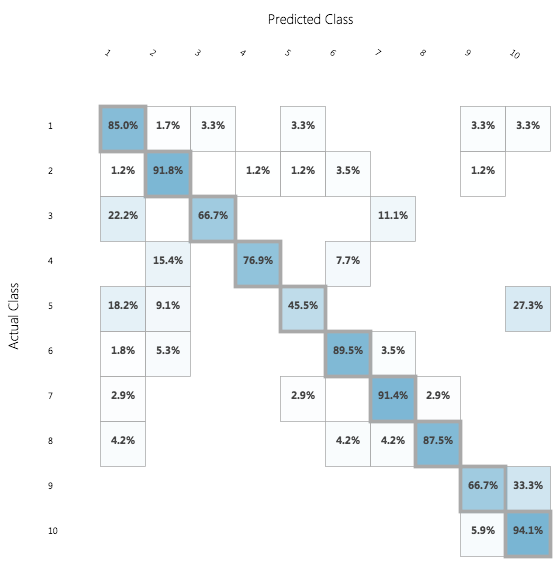 Predicted Class
1 2 3 4 5 6 7 8 9 10
Actual Class
1 85.0% 1.7% 3.3% 3.3% 3.3% 3.3%
2 1.2% 91.8% 1.2% 1.2% 3.5% 1.2%
3 22.2% 66.7% 11.1%
4 15.4% 76.9% 7.7%
5 18.2% 9.1% 45.5% 27.3%
6 1.8% 5.3% 89.5% 3.5%
7 2.9% 2.9% 91.4% 2.9%
8 4.2% 4.2% 4.2% 87.5%
9 66.7% 33.3%
10 5.9% 94.1%